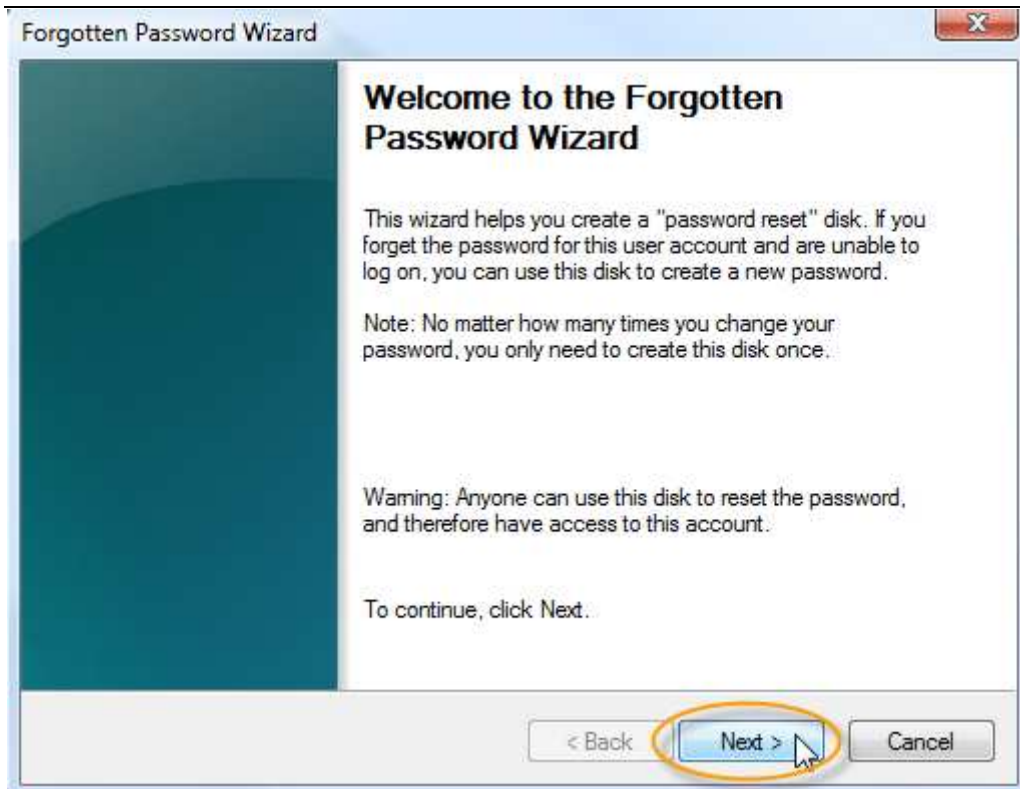 Forgotten Password Wizard
Welcome to the Forgotten
Password Wizard
This wizard helps you create a "password reset" disk. If you
forget the password for this user account and are unable to
log on, you can use this disk to create a new password.
Note: No matter how many times you change your
password, you only need to create this disk once.
Warning: Anyone can use this disk to reset the password,
and therefore have access to this account.
To continue, click Next.
< Back Next > Cancel